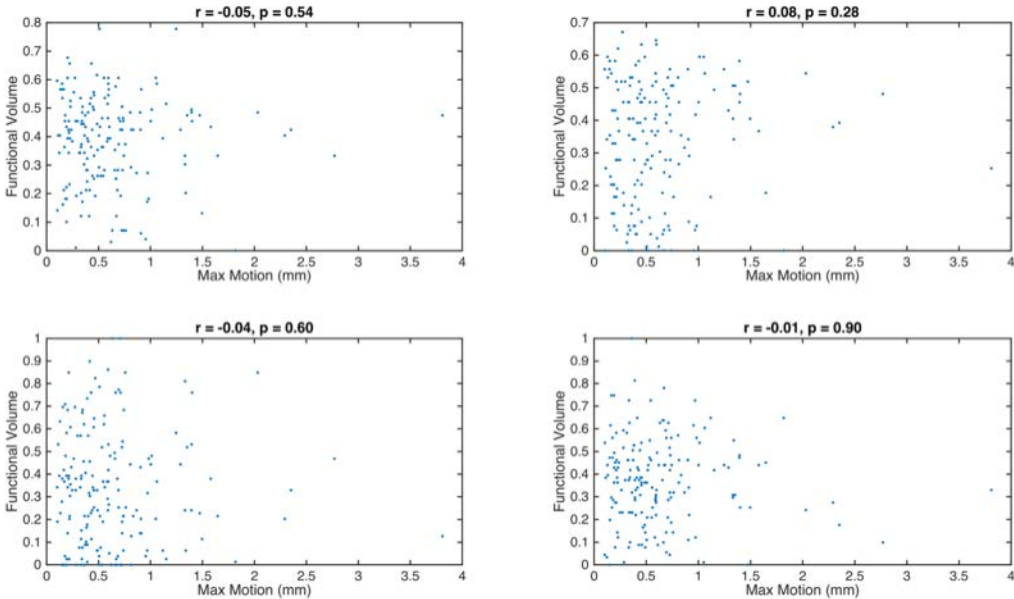 r = -0.05, p = 0.54
0.8
0.7
0.6
0.5
0.4
0.3
0.2
0.1
0
Functional Volume
0 0.5 1 1.5 2 2.5 3 3.5 4
Max Motion (mm)
r = 0.08, p = 0.28
0.7
0.6
0.5
0.4
0.3
0.2
0.1
0
Functional Volume
0 0.5 1 1.5 2 2.5 3 3.5 4
Max Motion (mm)
r = -0.04, p = 0.60
1
0.9
0.8
0.7
0.6
0.5
0.4
0.3
0.2
0.1
0
Functional Volume
0 0.5 1 1.5 2 2.5 3 3.5 4
Max Motion (mm)
r = -0.01, p = 0.90
1
0.9
0.8
0.7
0.6
0.5
0.4
0.3
0.2
0.1
0
Functional Volume
0 0.5 1 1.5 2 2.5 3 3.5 4
Max Motion (mm)